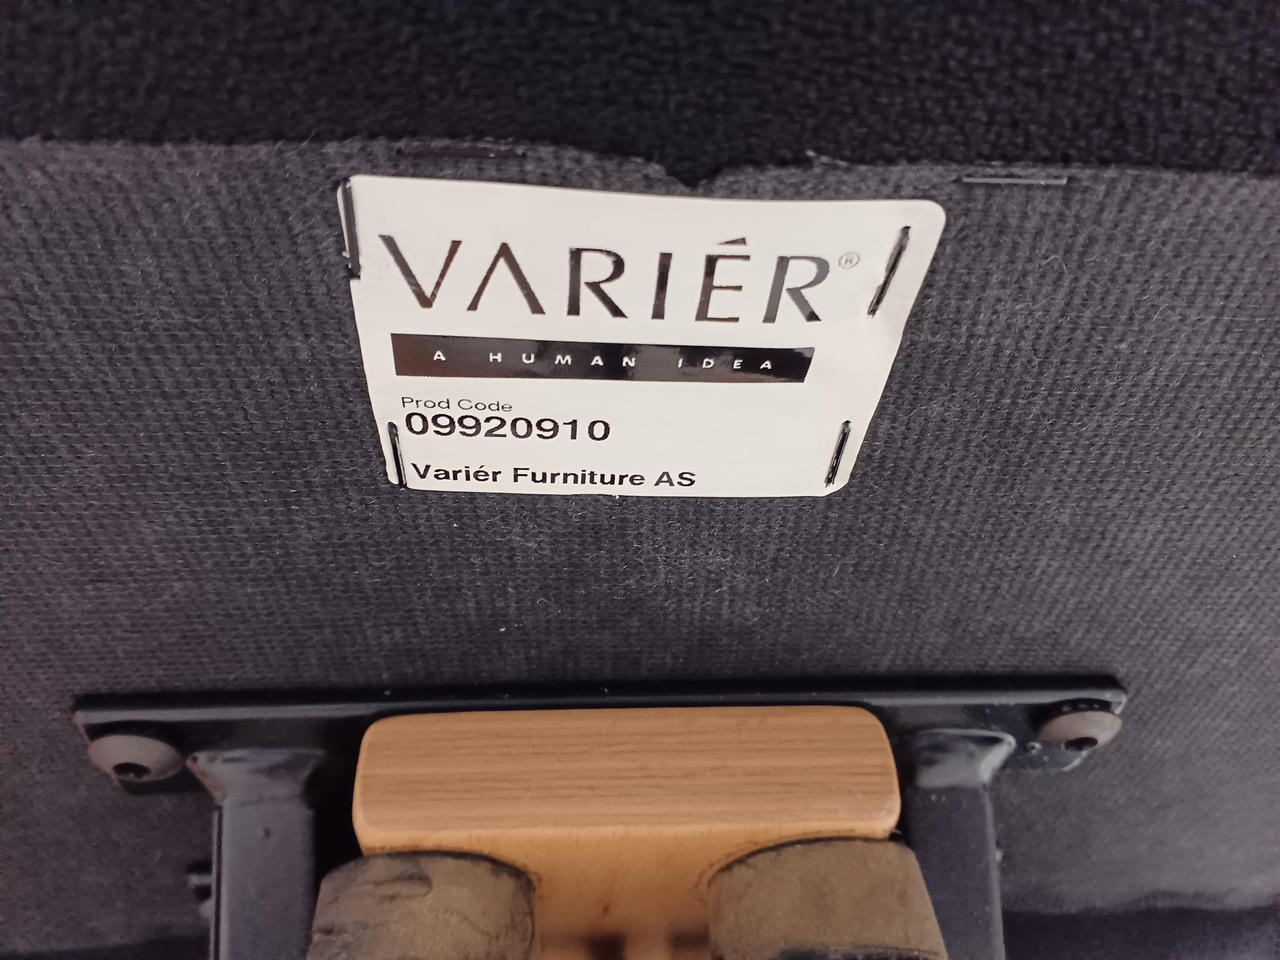 VARIÉR®
A HUMAN IDEA
Prod Code
09920910
Variér Furniture AS